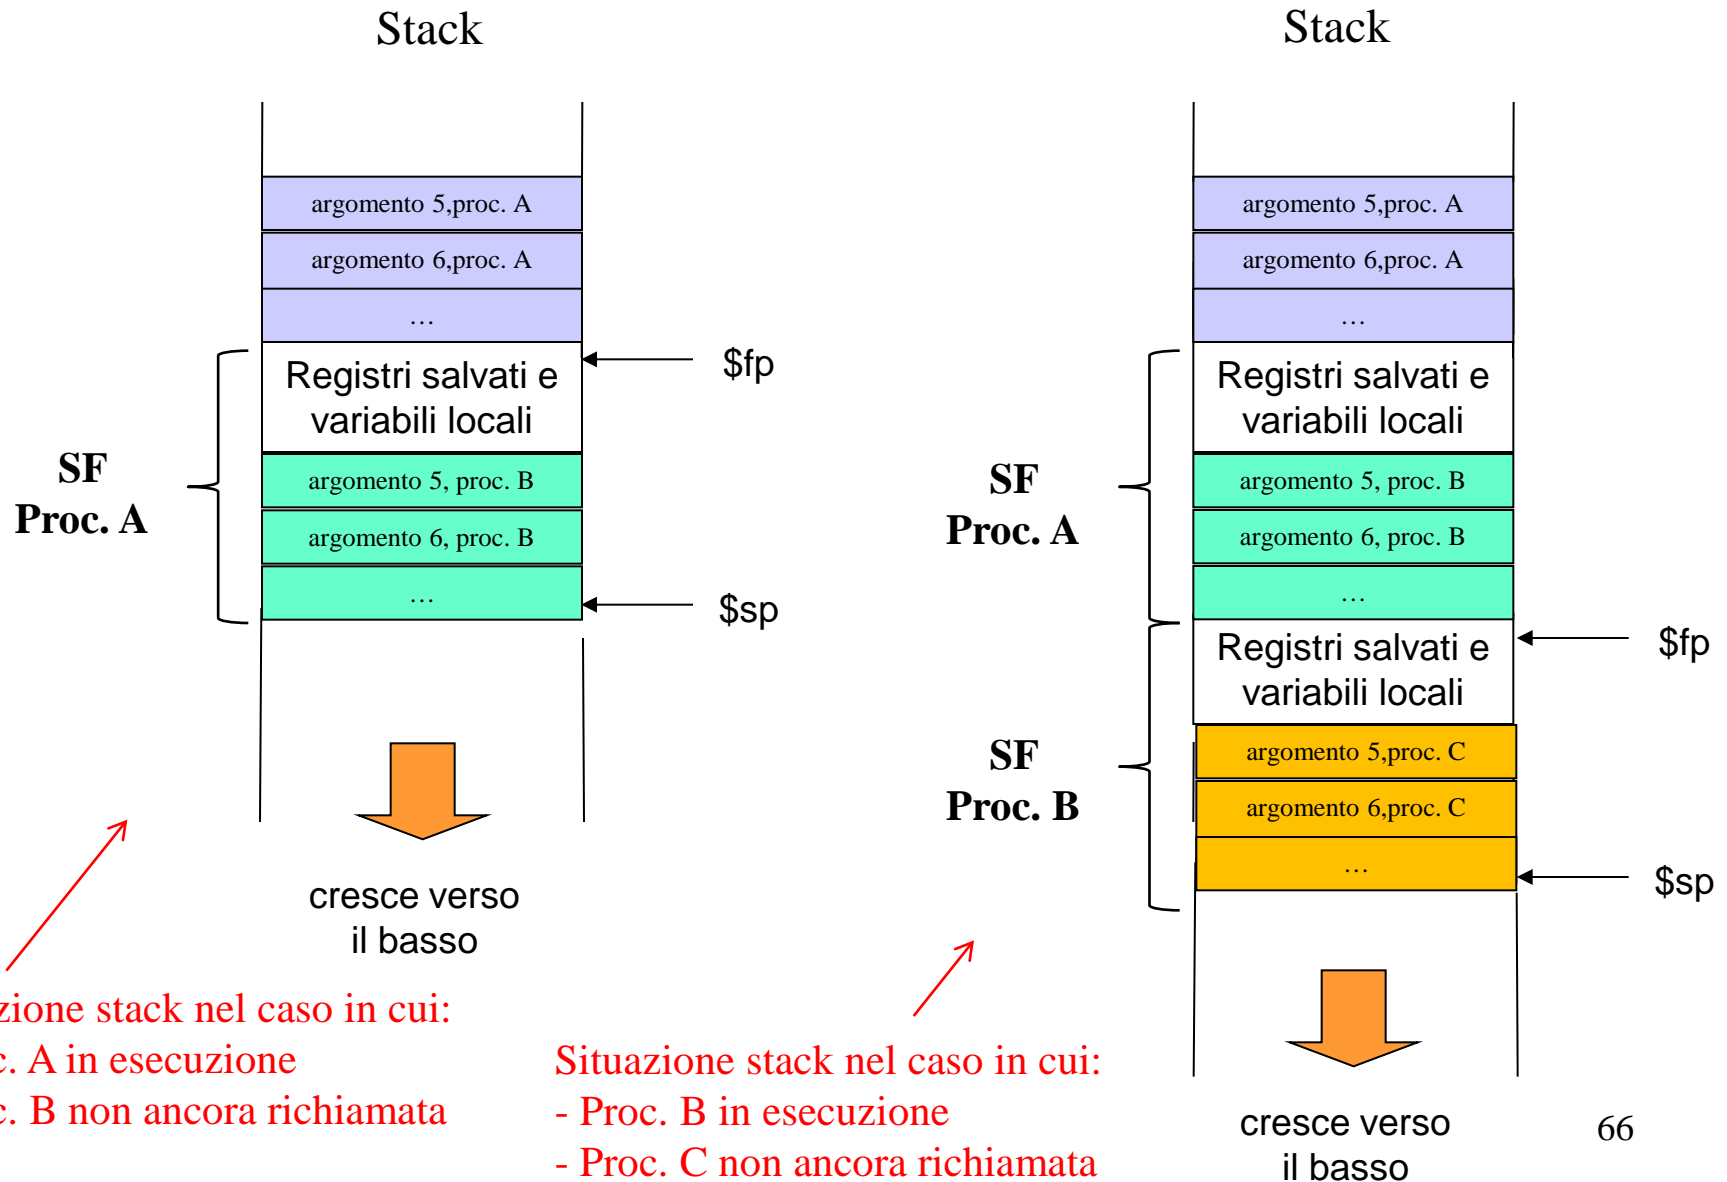 Stack
argomento 5,proc. A
argomento 6,proc. A
…
Registri salvati e
variabili locali
argomento 5, proc. B
argomento 6, proc. B
…
$fp
$sp
SF
Proc. A
cresce verso
il basso
zione stack nel caso in cui:
c. A in esecuzione
c. B non ancora richiamata
Stack
argomento 5,proc. A
argomento 6,proc. A
…
Registri salvati e
variabili locali
argomento 5, proc. B
argomento 6, proc. B
…
Registri salvati e
variabili locali
argomento 5,proc. C
argomento 6,proc. C
…
$fp
$sp
SF
Proc. A
SF
Proc. B
Situazione stack nel caso in cui:
- Proc. B in esecuzione
- Proc. C non ancora richiamata
cresce verso
il basso
66